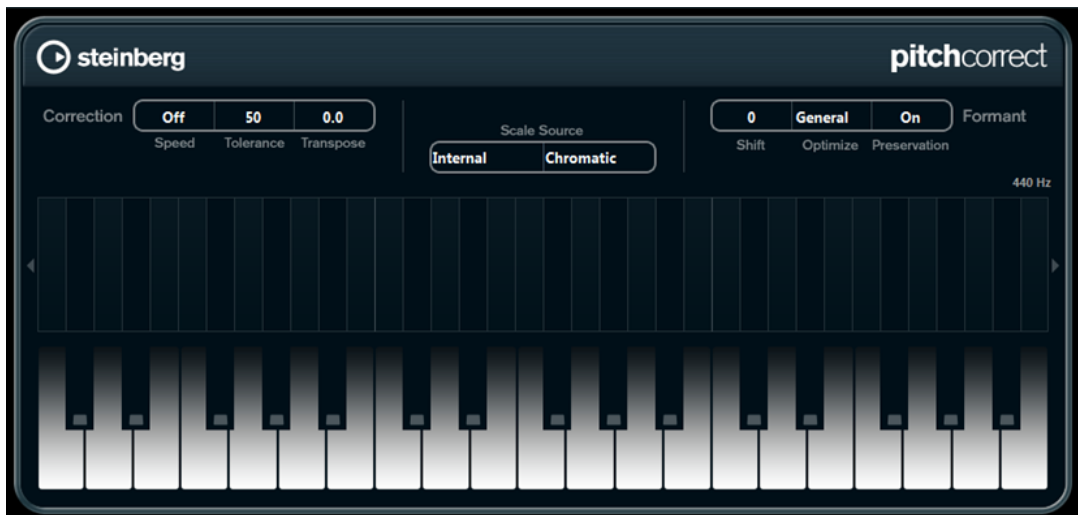 steinberg
pitchcorrect
Correction
Off 50 0.0
Speed Tolerance Transpose
Scale Source
Internal Chromatic
0 General On
Formant
Shift Optimize Preservation
440 Hz